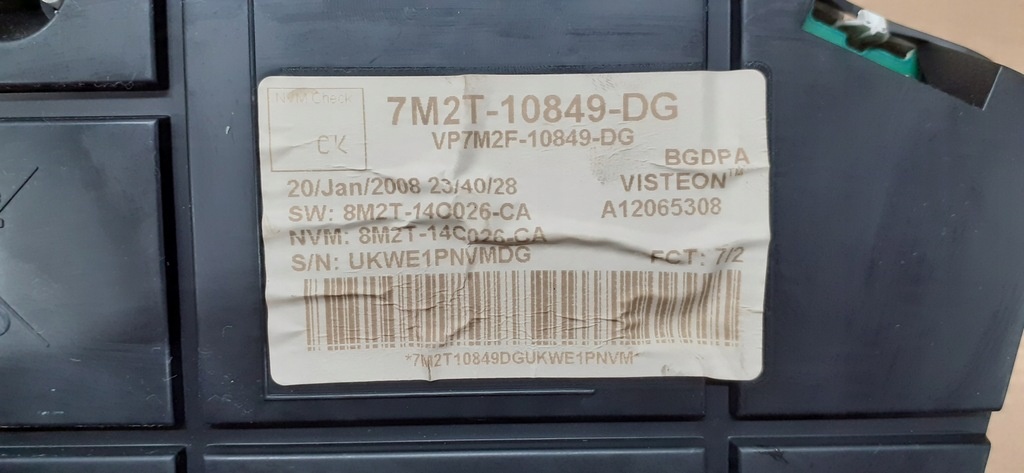 NVM Check
OK
7M2T-10849-DG
VP7M2F-10849-DG
BGDPA
20/Jan/2008 23/40/28
VISTEON™
SW: 8M2T-14C026-CA
A12065308
NVM: 8M2T-14C026-CA
S/N: UKWE1PNVMDG
FCT: 7/2
*7M2T10849DGUKWE1PNVM*